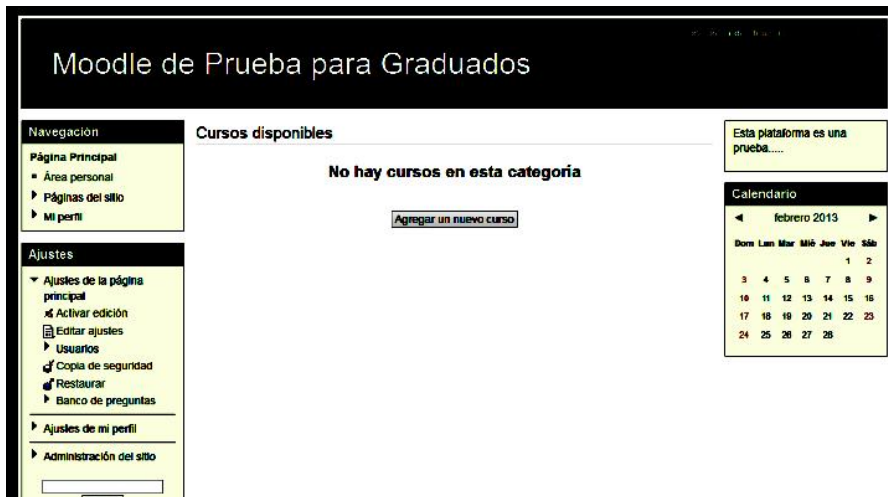 Moodle de Prueba para Graduados
Navegación
Página Principal
Área personal
Páginas del sitio
Mi perfil
Ajustes
Ajustes de la página
principal
Activar edición
Editar ajustes
Usuarios
Copia de seguridad
Restaurar
Banco de preguntas
Ajustes de mi perfil
Administración del sitio
Cursos disponibles
No hay cursos en esta categoría
Agregar un nuevo curso
Esta plataforma es una
prueba.....
Calendario
◄ febrero 2013 ►
Dom Lun Mar Mié Jue Vie Sáb
1 2
3 4 5 6 7 8 9
10 11 12 13 14 15 16
17 18 19 20 21 22 23
24 25 26 27 28